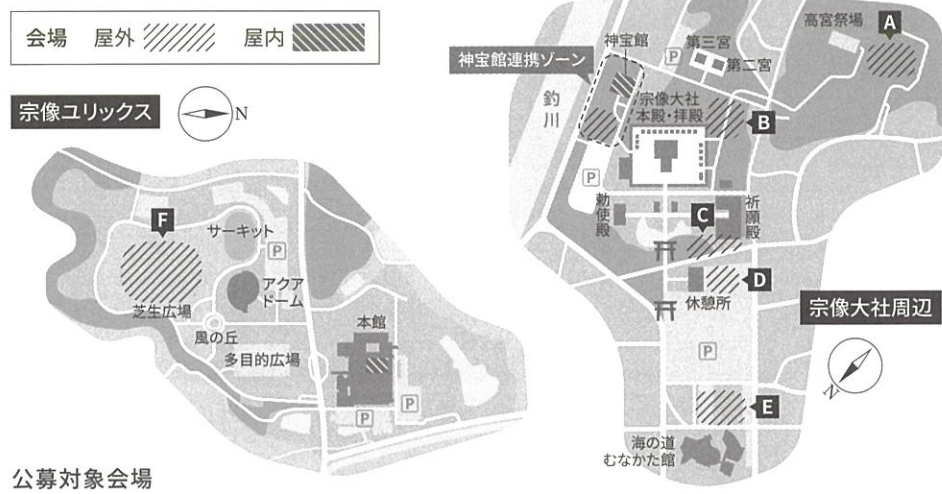 会場 屋外 屋内
宗像ユリックス
N
F
サーキット
P
アクア
ドーム
芝生広場
風の丘
多目的広場
本館
P
P
神宝館連携ゾーン
神宝館
釣川
P
第三宮
第二宮
高宮祭場
A
宗像大社
本殿・拝殿
B
P
勅使殿
C
祈願殿
D
休憩所
宗像大社周辺
P
N
E
海の道
むなかた館
公募対象会場